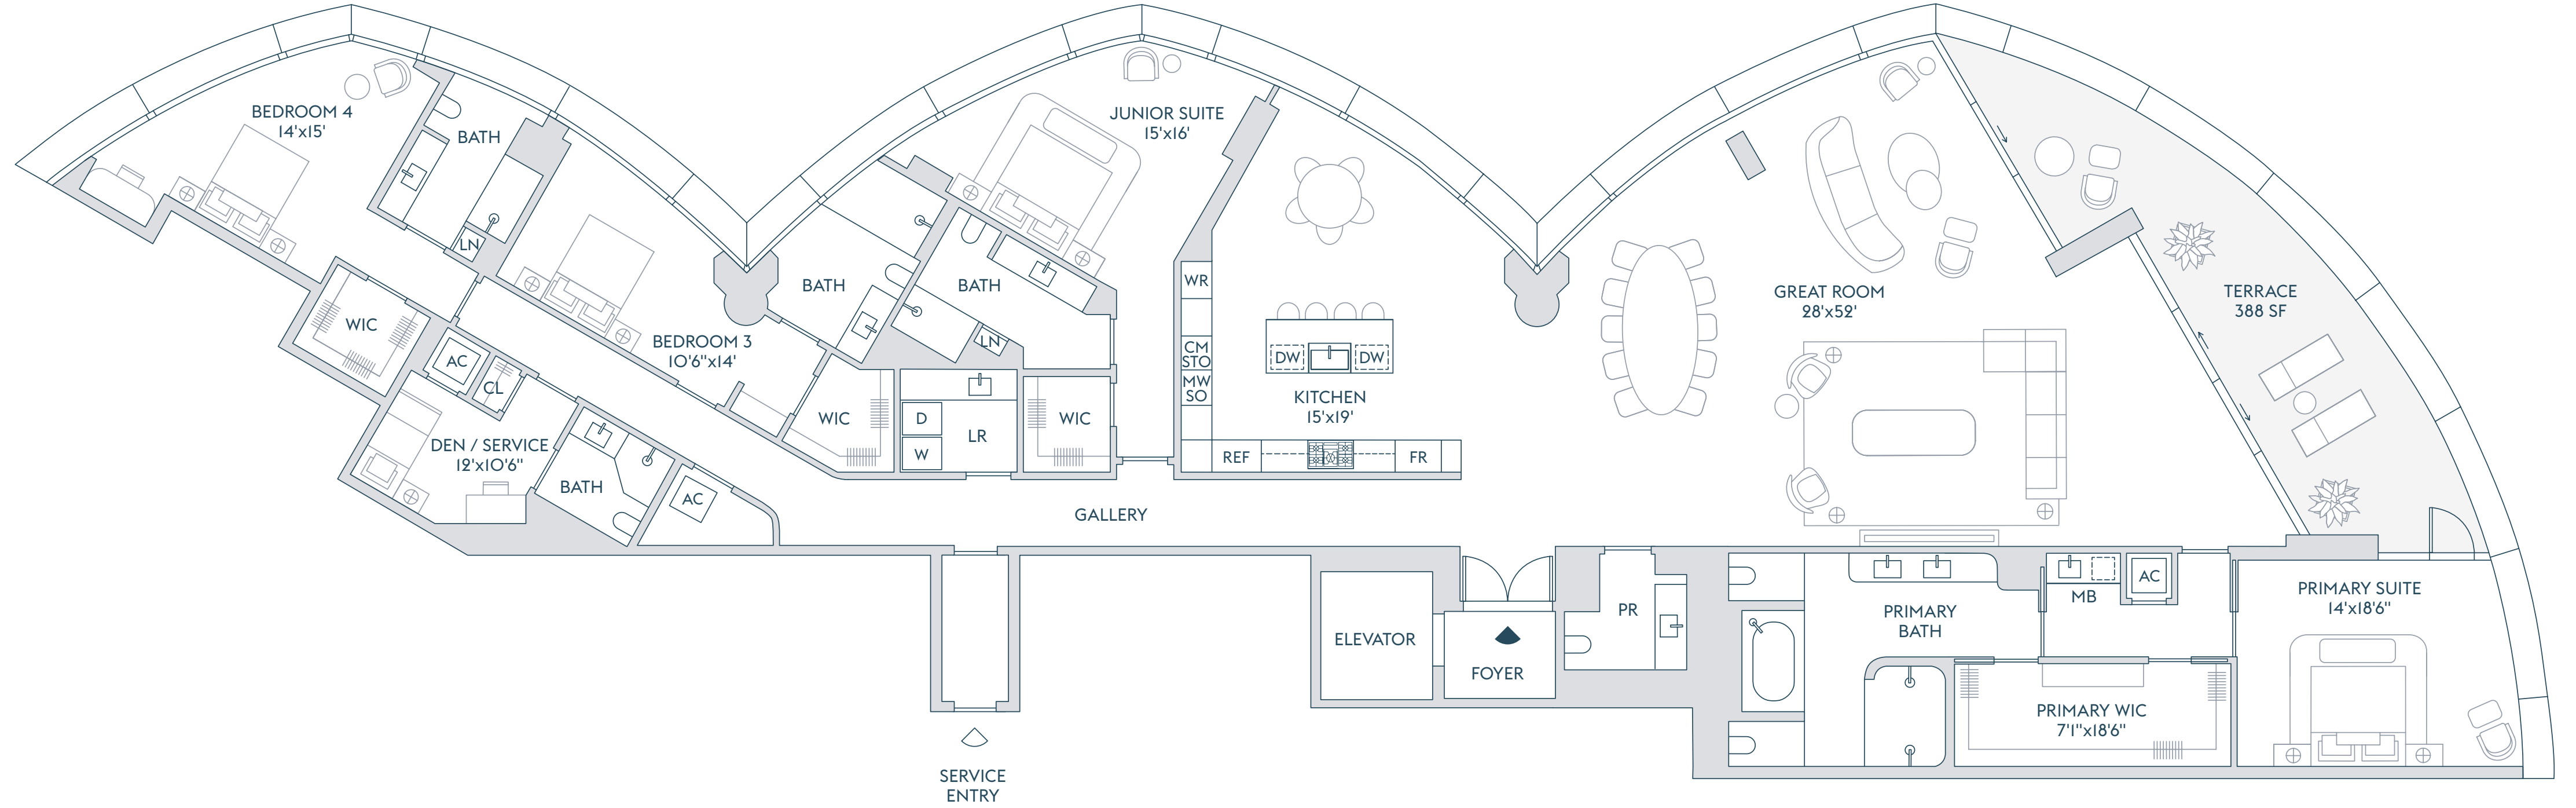 BEDROOM 4
14'x15'
BATH
LN
WIC
AC
CL
DEN / SERVICE
12'x10'6"
BATH
AC
BEDROOM 3
10'6"x14'
BATH
WIC
JUNIOR SUITE
15'x16'
BATH
LN
D
W
LR
WIC
WR
CM
STO
MW
SO
REF
FR
DW
DW
KITCHEN
15'x19'
GALLERY
GREAT ROOM
28'x52'
TERRACE
388 SF
SERVICE
ENTRY
ELEVATOR
FOYER
PR
PRIMARY
BATH
MB
AC
PRIMARY WIC
7'1"x18'6"
PRIMARY SUITE
14'x18'6"